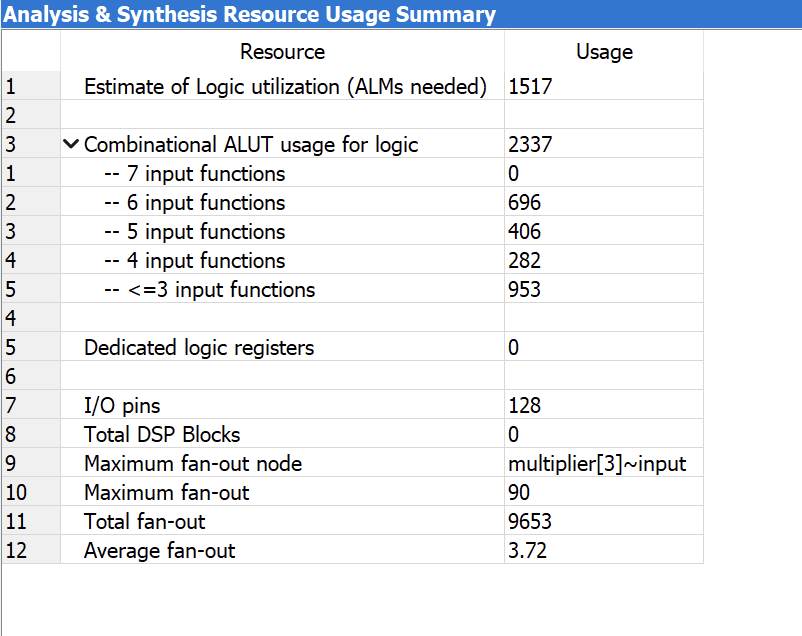 Analysis & Synthesis Resource Usage Summary
Resource Usage
1 Estimate of Logic utilization (ALMs needed) 1517
2
3 Combinational ALUT usage for logic 2337
1 -- 7 input functions 0
2 -- 6 input functions 696
3 -- 5 input functions 406
4 -- 4 input functions 282
5 -- <=3 input functions 953
4
5 Dedicated logic registers 0
6
7 I/O pins 128
8 Total DSP Blocks 0
9 Maximum fan-out node multiplier[3]~input
10 Maximum fan-out 90
11 Total fan-out 9653
12 Average fan-out 3.72